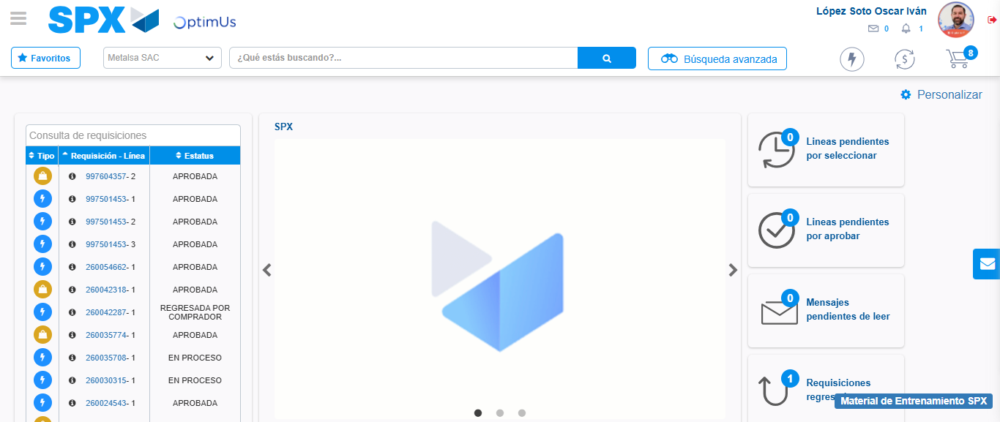 SPX
OptimUs
López Soto Oscar Iván
0
1
Favoritos
Metalsa SAC
¿Qué estás buscando?...
Búsqueda avanzada
8
Personalizar
Consulta de requisiciones
Tipo
Requisición - Línea
Estatus
997604357- 2
APROBADA
997501453- 1
APROBADA
997501453- 2
APROBADA
997501453- 3
APROBADA
260054662- 1
APROBADA
260042318- 1
APROBADA
260042287- 1
REGRESADA POR
COMPRADOR
260035774- 1
APROBADA
260035708- 1
EN PROCESO
260030315- 1
EN PROCESO
260024543- 1
APROBADA
SPX
0
Lineas pendientes
por seleccionar
0
Lineas pendientes
por aprobar
0
Mensajes
pendientes de leer
1
Requisiciones
Material de Entrenamiento SPX